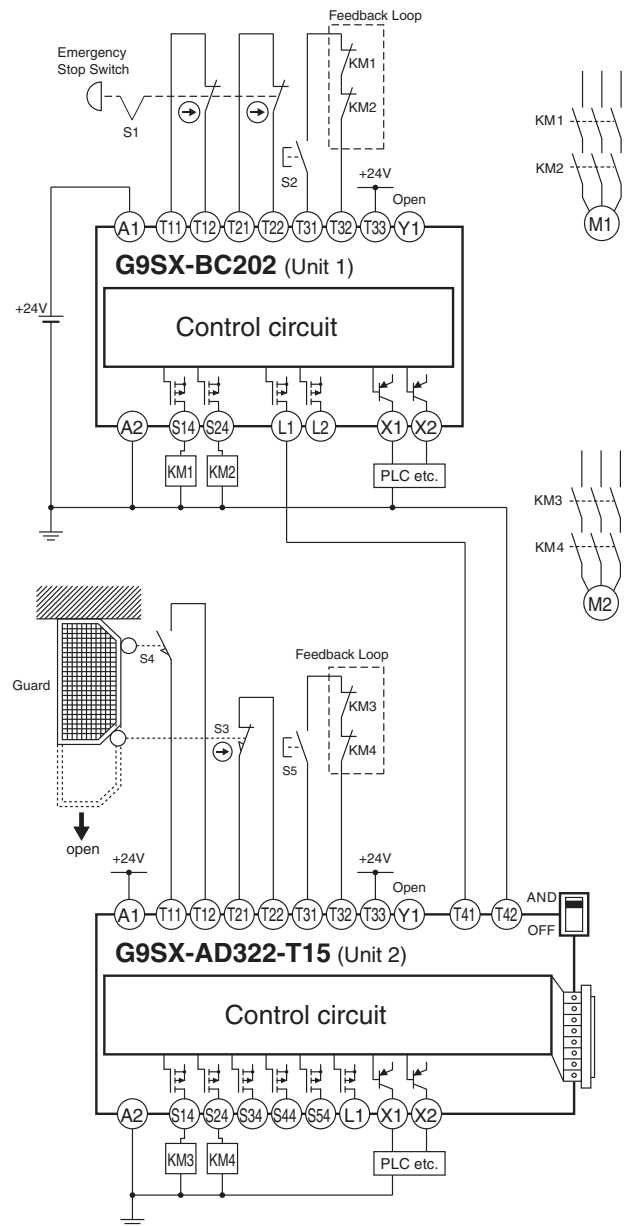 Feedback Loop
Emergency
Stop Switch
KM1
KM2
S1
S2
+24V
Open
KM1
KM2
M1
A1 T11 T12 T21 T22 T31 T32 T33 Y1
G9SX-BC202 (Unit 1)
+24V
Control circuit
A2 S14 S24 L1 L2 X1 X2
KM1 KM2 PLC etc.
KM3
KM4
M2
Guard
S4
S3
Feedback Loop
KM3
KM4
S5
open
+24V
+24V
Open
A1 T11 T12 T21 T22 T31 T32 T33 Y1 T41 T42
AND
OFF
G9SX-AD322-T15 (Unit 2)
Control circuit
A2 S14 S24 S34 S44 S54 L1 X1 X2
KM3 KM4 PLC etc.